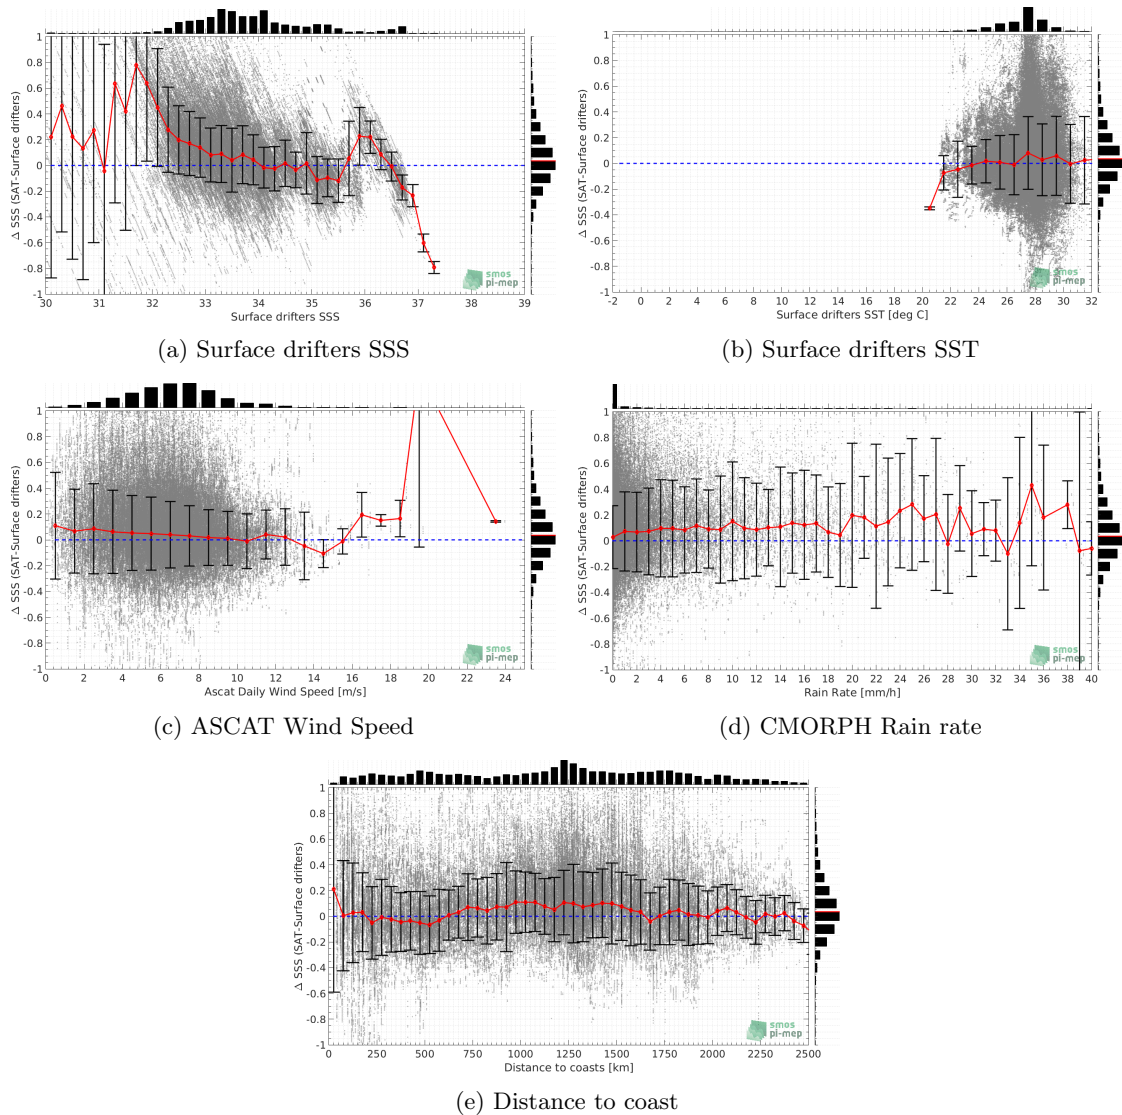 1
0.8
0.6
0.4
0.2
0
-0.2
-0.4
-0.6
-0.8
-1
Δ SSS (SAT-Surface drifters)
30 31 32 33 34 35 36 37 38 39
Surface drifters SSS
smos
pi-mep
(a) Surface drifters SSS
1
0.8
0.6
0.4
0.2
0
-0.2
-0.4
-0.6
-0.8
-1
Δ SSS (SAT-Surface drifters)
-2 0 2 4 6 8 10 12 14 16 18 20 22 24 26 28 30 32
Surface drifters SST [deg C]
smos
pi-mep
(b) Surface drifters SST
1
0.8
0.6
0.4
0.2
0
-0.2
-0.4
-0.6
-0.8
-1
Δ SSS (SAT-Surface drifters)
0 2 4 6 8 10 12 14 16 18 20 22 24
Ascat Daily Wind Speed [m/s]
smos
pi-mep
(c) ASCAT Wind Speed
1
0.8
0.6
0.4
0.2
0
-0.2
-0.4
-0.6
-0.8
-1
Δ SSS (SAT-Surface drifters)
0 2 4 6 8 10 12 14 16 18 20 22 24 26 28 30 32 34 36 38 40
Rain Rate [mm/h]
smos
pi-mep
(d) CMORPH Rain rate
1
0.8
0.6
0.4
0.2
0
-0.2
-0.4
-0.6
-0.8
-1
Δ SSS (SAT-Surface drifters)
0 250 500 750 1000 1250 1500 1750 2000 2250 2500
Distance to coasts [km]
smos
pi-mep
(e) Distance to coast